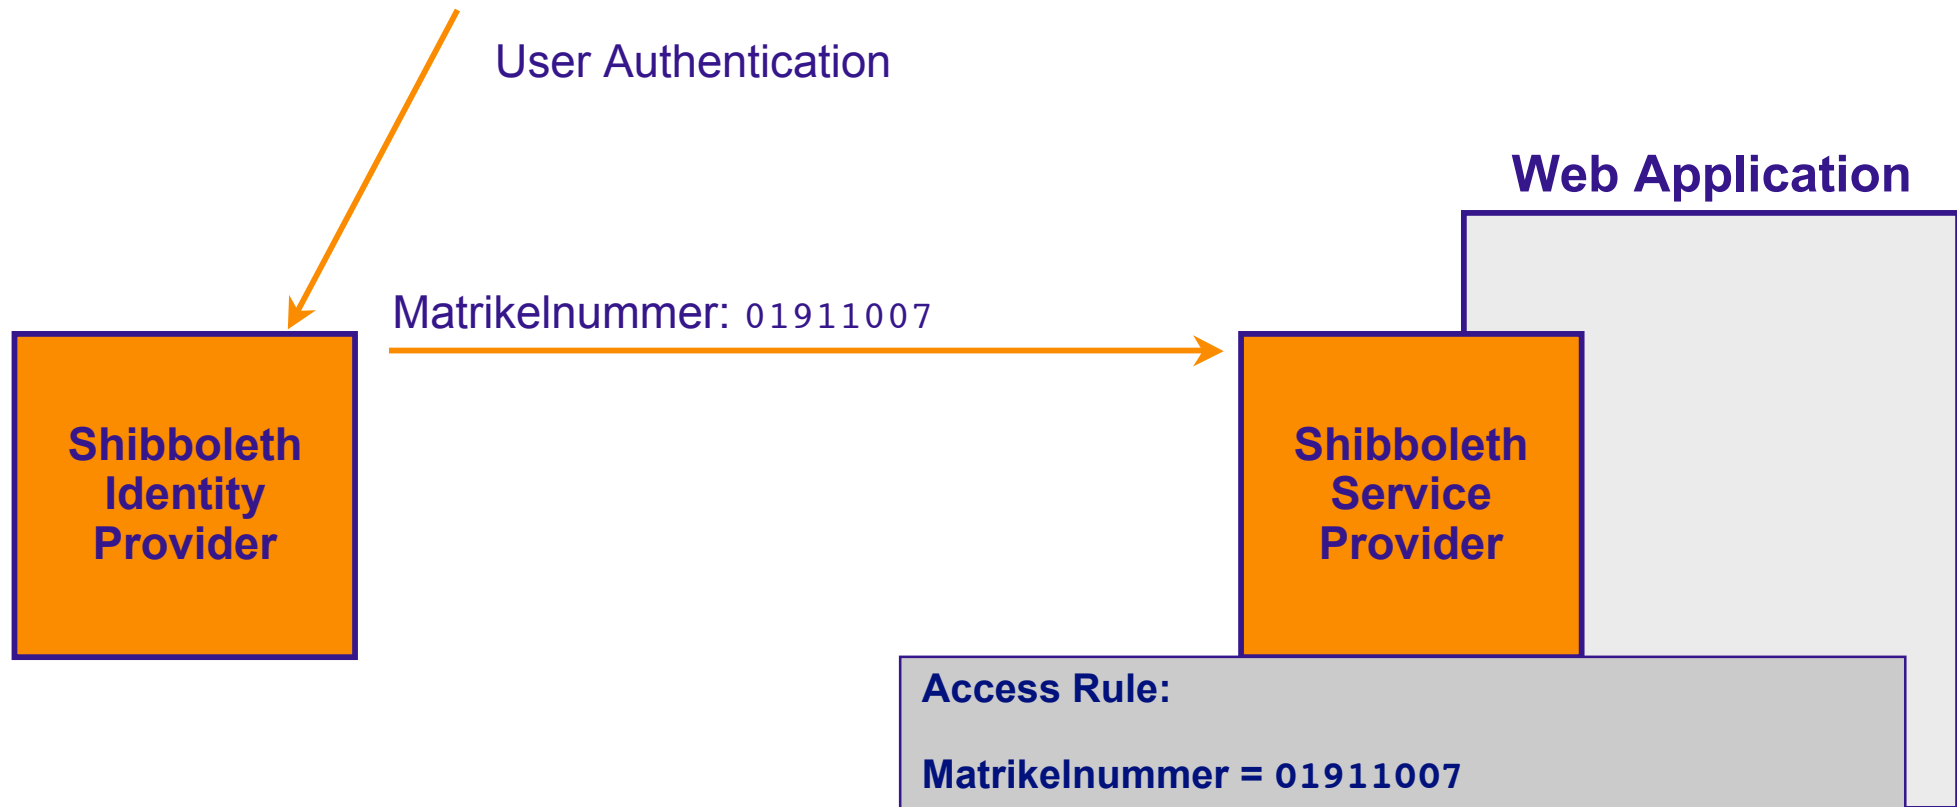 User Authentication
Web Application
Matrikelnummer: 01911007
Shibboleth
Identity
Provider
Shibboleth
Service
Provider
Access Rule:
Matrikelnummer = 01911007